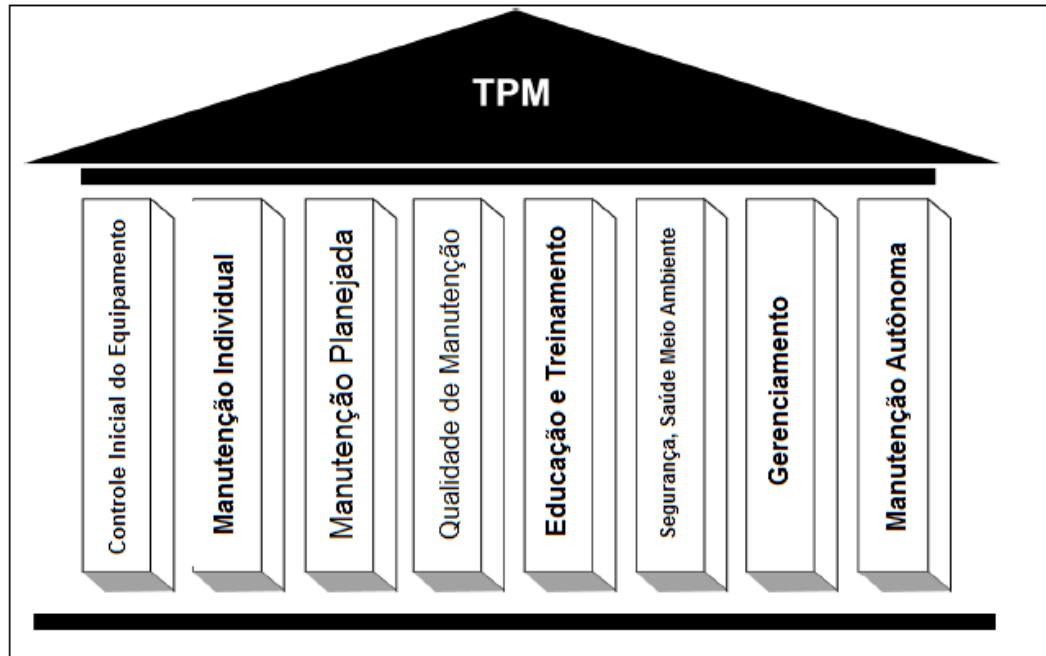 TPM
Controle Inicial do Equipamento
Manutenção Individual
Manutenção Planejada
Qualidade de Manutenção
Educação e Treinamento
Segurança, Saúde Meio Ambiente
Gerenciamento
Manutenção Autônoma